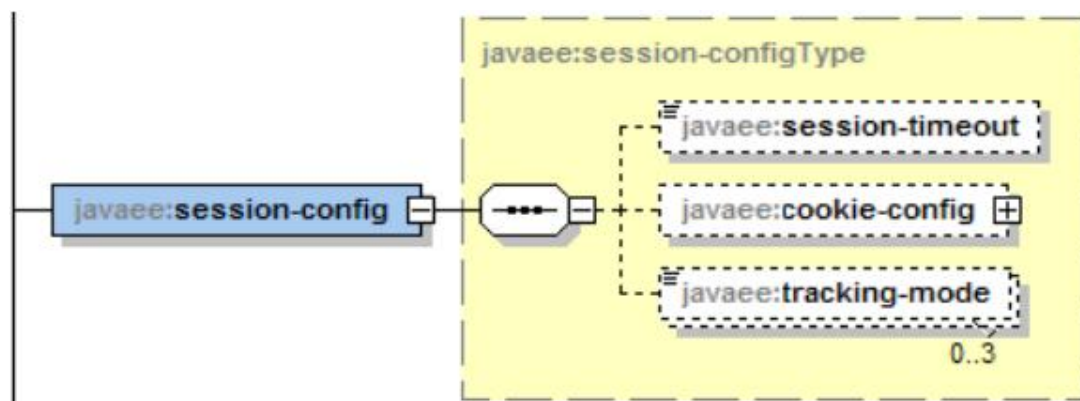 javaee:session-configType
javaee:session-timeout
javaee:session-config
javaee:cookie-config
javaee:tracking-mode
0..3